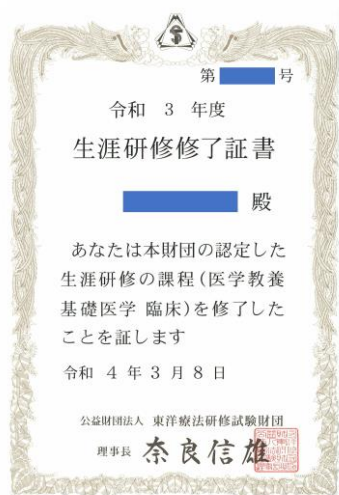 第 号
令和 3 年度
生涯研修修了証書
殿
あなたは本財団の認定した
生涯研修の課程(医学教養
基礎医学 臨床)を修了した
ことを証します
令和 4 年 3 月 8 日
公益財団法人 東洋療法研修試験財団
理事長 奈良信雄